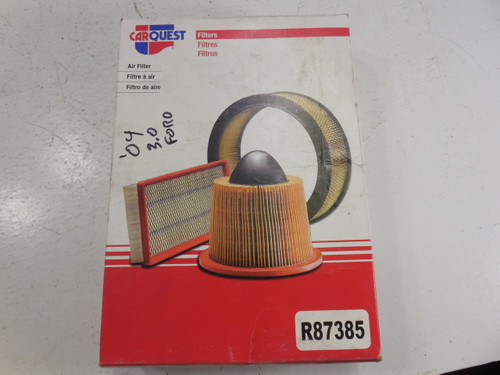 CARQUEST
Filters
Filtres
Filtros
Air Filter
Filtre à air
Filtro de aire
'04
3.0
FORD
R87385